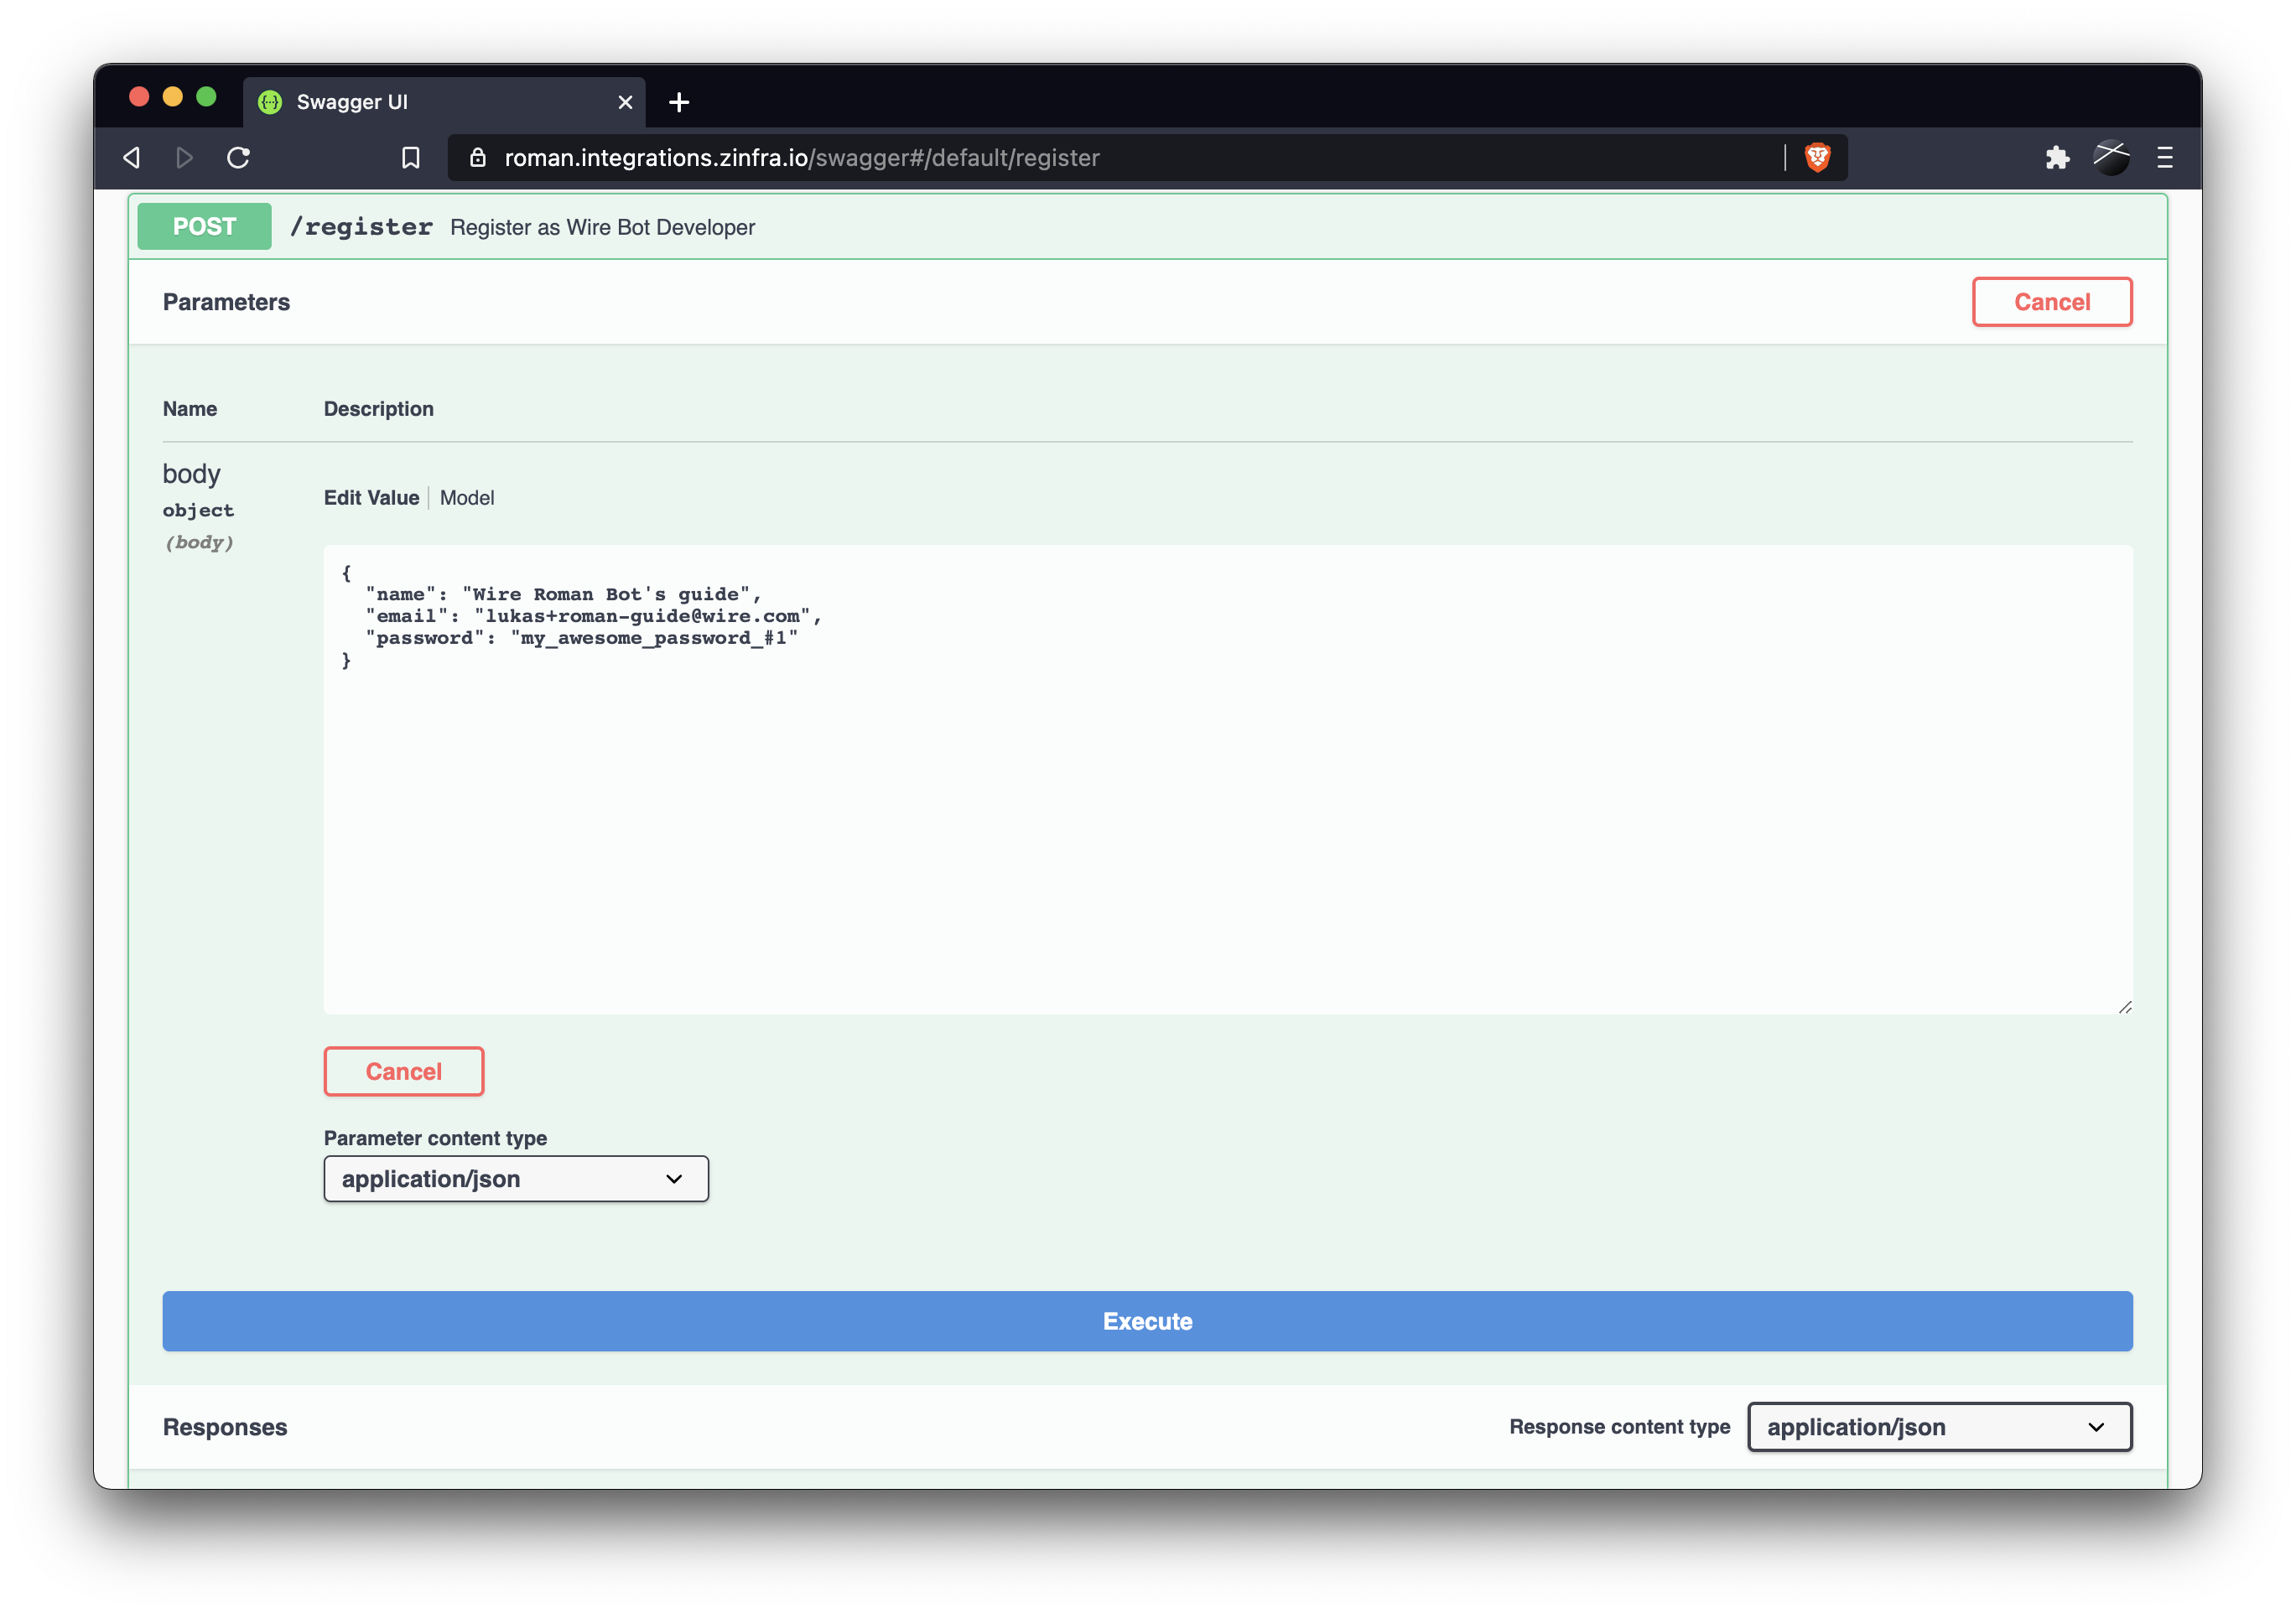 Swagger UI
roman.integrations.zinfra.io/swagger#/default/register
POST /register Register as Wire Bot Developer
Parameters Cancel
Name Description
body
object
(body)
Edit Value Model
{
"name": "Wire Roman Bot's guide",
"email": "lukas+roman-guide@wire.com",
"password": "my_awesome_password_#1"
}
Cancel
Parameter content type
application/json
Execute
Responses Response content type application/json